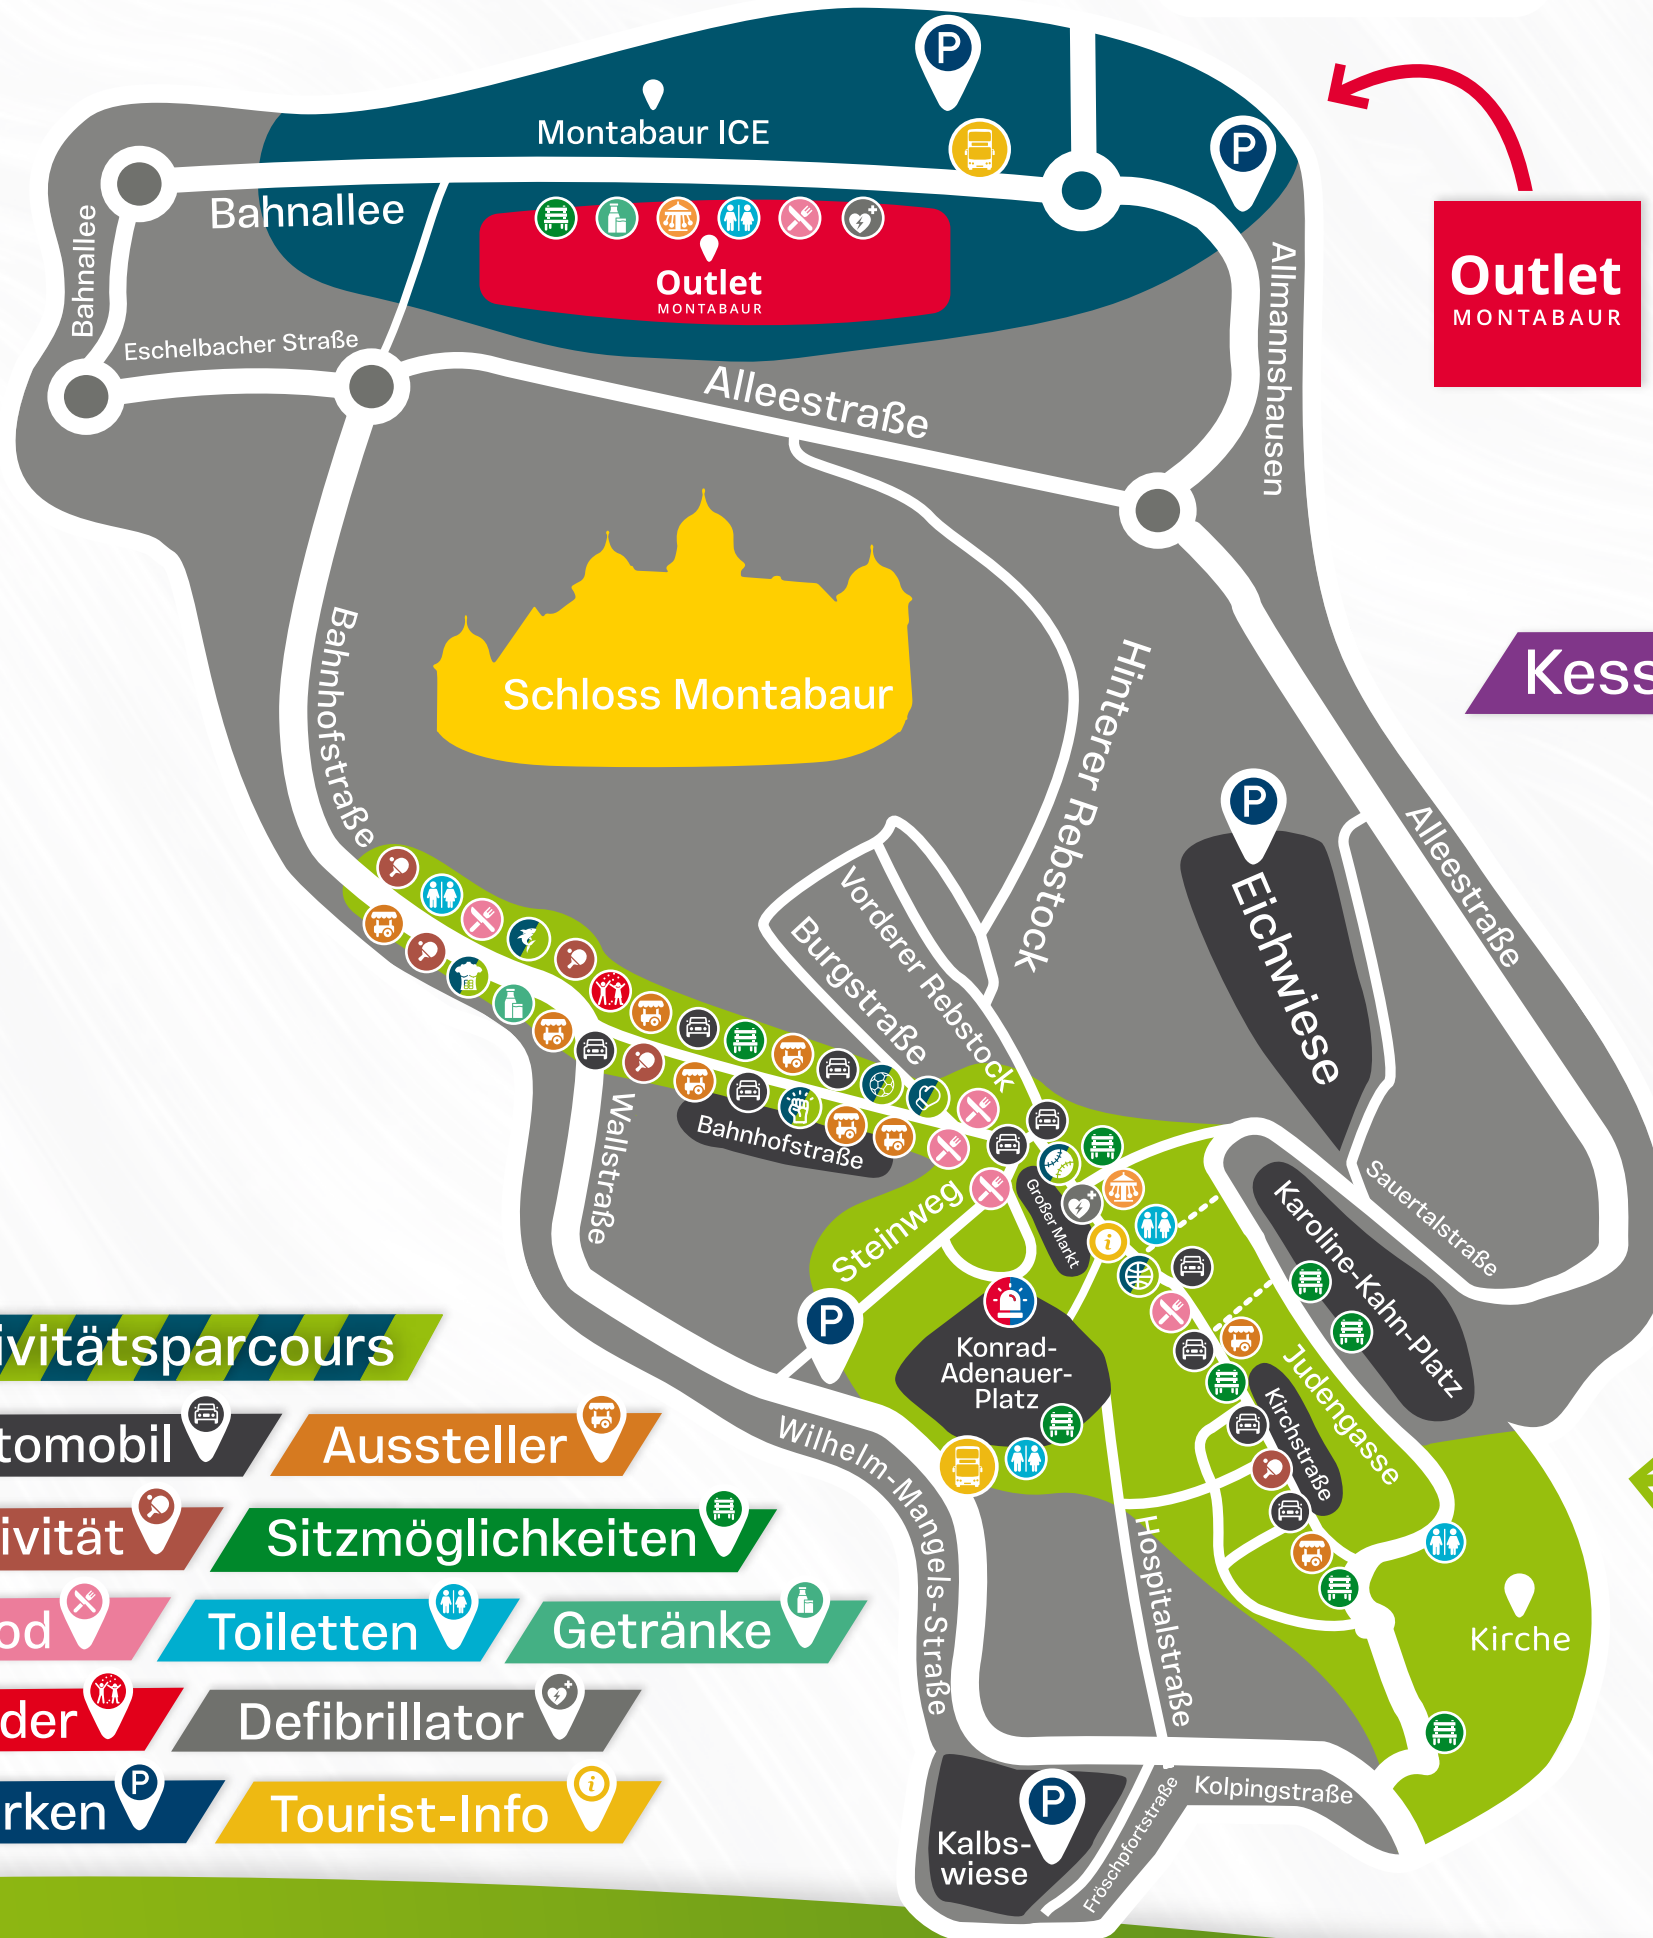 P
Montabaur ICE
P
Bahnallee
Outlet
MONTABAUR
Outlet
MONTABAUR
Bahnallee
Allmannshausen
Eschelbacher Straße
Alleestraße
Bahnhofstraße
Schloss Montabaur
Hinterer Rebstock
Kess
P
Eichwiese
Alleestraße
Vorderer Rebstock
Burgstraße
Bahnhofstraße
Wallstraße
Steinweg
Großer Markt
i
Sauertalstraße
Karoline-Kahn-Platz
P
Konrad-
Adenauer-
Platz
Judengasse
Kirchstraße
Wilhelm-Mangels-Straße
Hospitalstraße
Kirche
Kolpingstraße
Fröschpfortstraße
P
Kalbs-
wiese
ivitätsparcours
tomobil
Aussteller
ivität
Sitzmöglichkeiten
od
Toiletten
Getränke
der
Defibrillator
rken
P
Tourist-Info
i